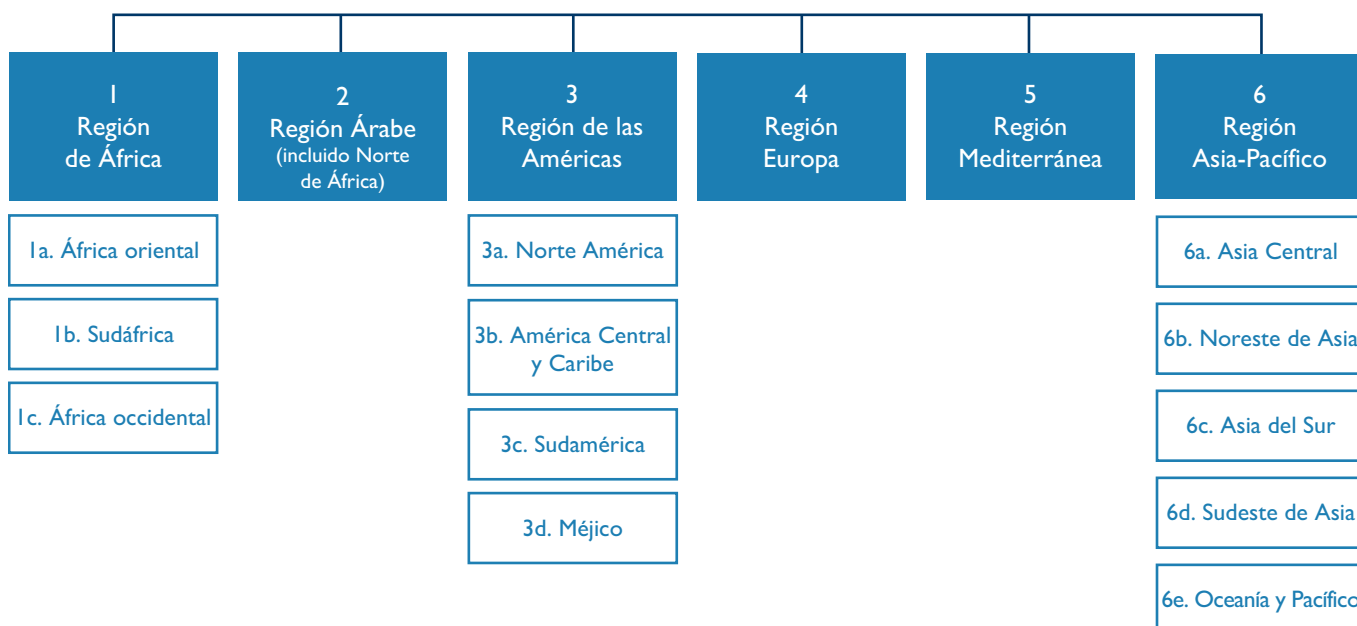 1
Región
de África
2
Región Árabe
(incluido Norte
de África)
3
Región de las
Américas
4
Región
Europa
5
Región
Mediterránea
6
Región
Asia-Pacífico
1a. África oriental
1b. Sudáfrica
1c. África occidental
3a. Norte América
3b. América Central
y Caribe
3c. Sudamérica
3d. Méjico
6a. Asia Central
6b. Noreste de Asia
6c. Asia del Sur
6d. Sudeste de Asia
6e. Oceanía y Pacífico